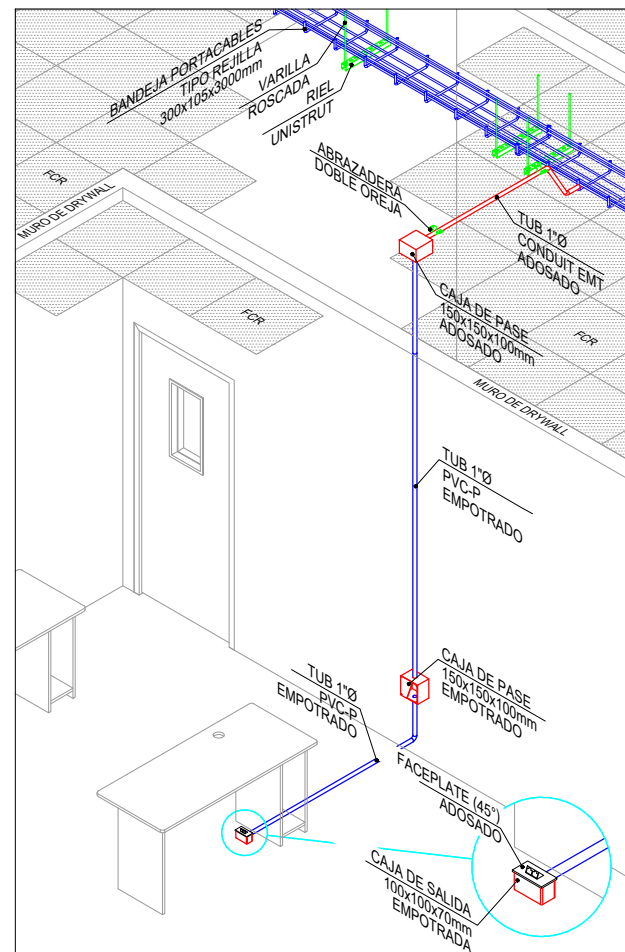 BANDEJA PORTACABLES
TIPO REJILLA
300x105x3000mm
VARILLA
ROSCADA
RIEL
UNISTRUT
ABRAZADERA
DOBLE OREJA
FCR
MURO DE DRYWALL
TUB 1"Ø
CONDUIT EMT
ADOSADO
CAJA DE PASE
150x150x100mm
ADOSADO
FCR
FCR
MURO DE DRYWALL
TUB 1"Ø
PVC-P
EMPOTRADO
CAJA DE PASE
150x150x100mm
EMPOTRADO
TUB 1"Ø
PVC-P
EMPOTRADO
FACEPLATE (45°)
ADOSADO
CAJA DE SALIDA
100x100x70mm
EMPOTRADA